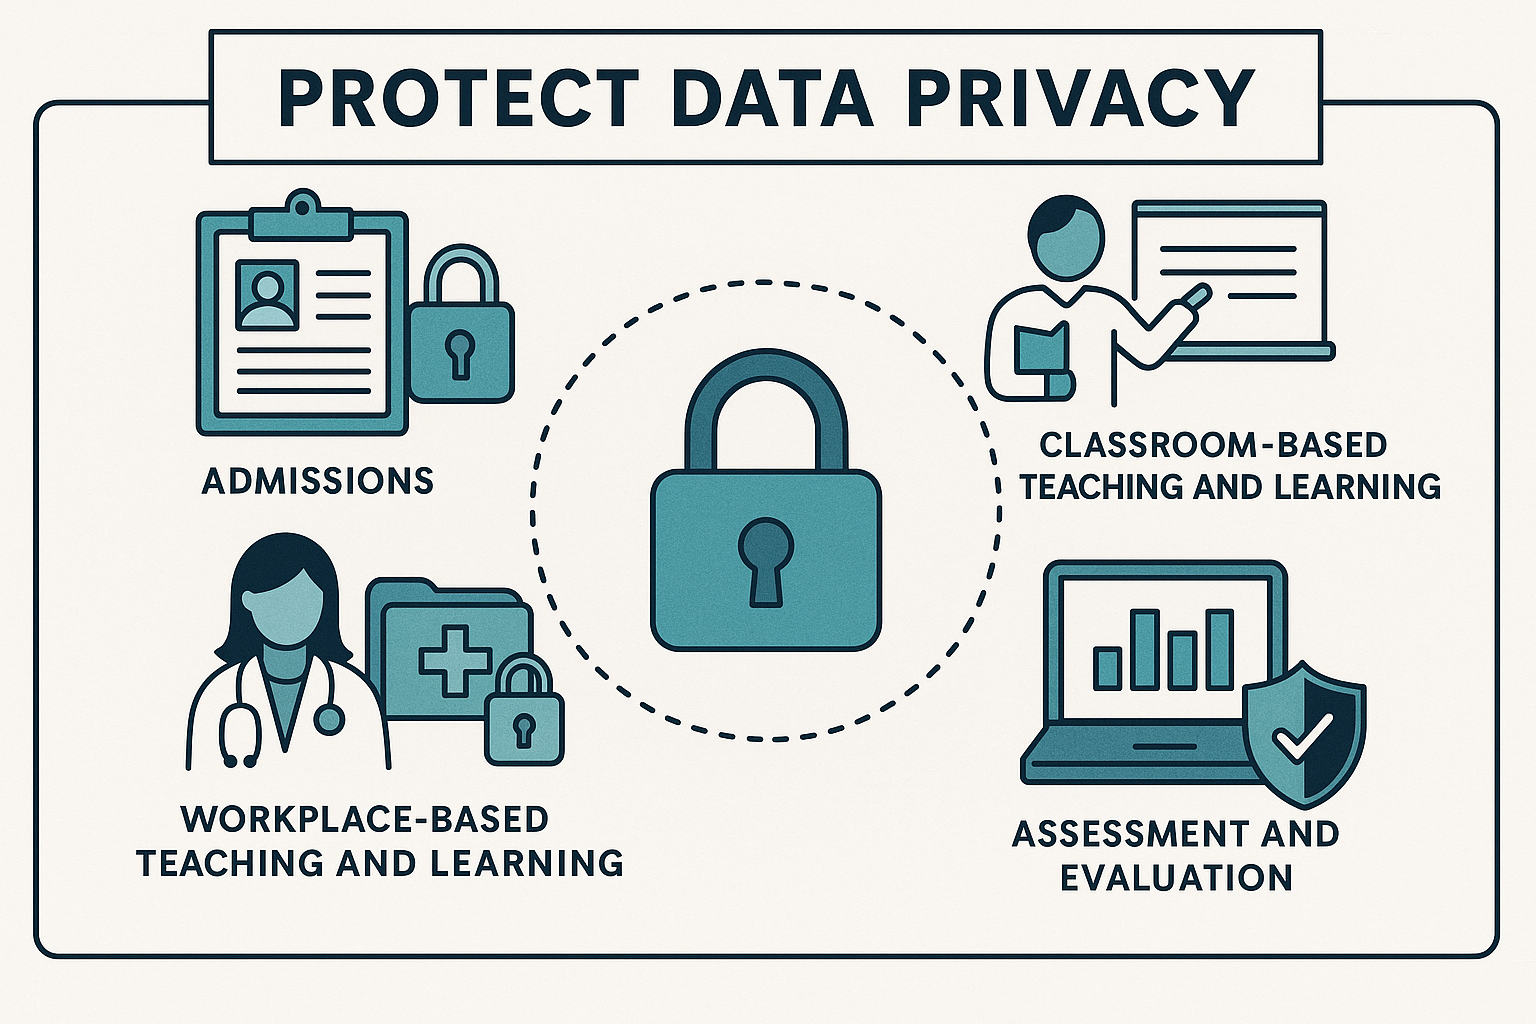 PROTECT DATA PRIVACY
ADMISSIONS
CLASSROOM-BASED
TEACHING AND LEARNING
WORKPLACE-BASED
TEACHING AND LEARNING
ASSESSMENT AND
EVALUATION